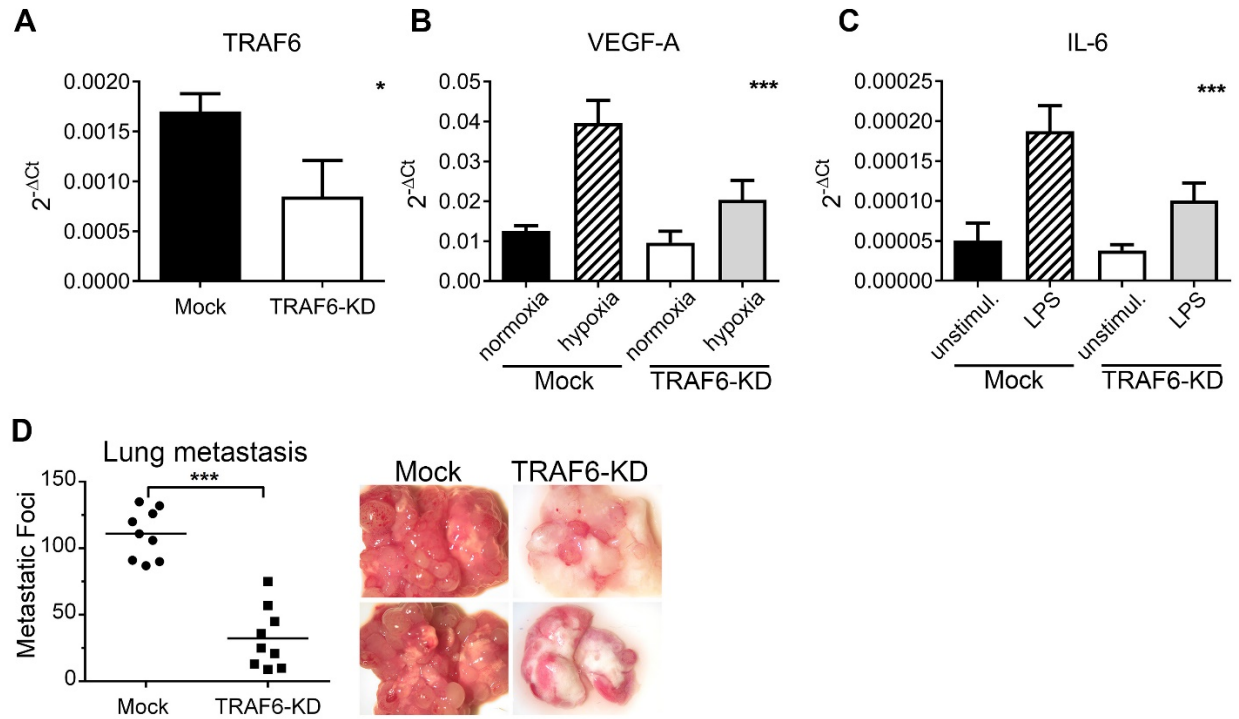 A
TRAF6
*
2^-ΔCt
0.0020
0.0015
0.0010
0.0005
0.0000
Mock
TRAF6-KD
B
VEGF-A
***
2^-ΔCt
0.05
0.04
0.03
0.02
0.01
0.00
normoxia
hypoxia
normoxia
hypoxia
Mock
TRAF6-KD
C
IL-6
***
2^-ΔCt
0.00025
0.00020
0.00010
0.00010
0.00005
0.00000
unstimul.
LPS
unstimul.
LPS
Mock
TRAF6-KD
D
Lung metastasis
***
Metastatic Foci
150
100
50
0
Mock
TRAF6-KD
Mock
TRAF6-KD